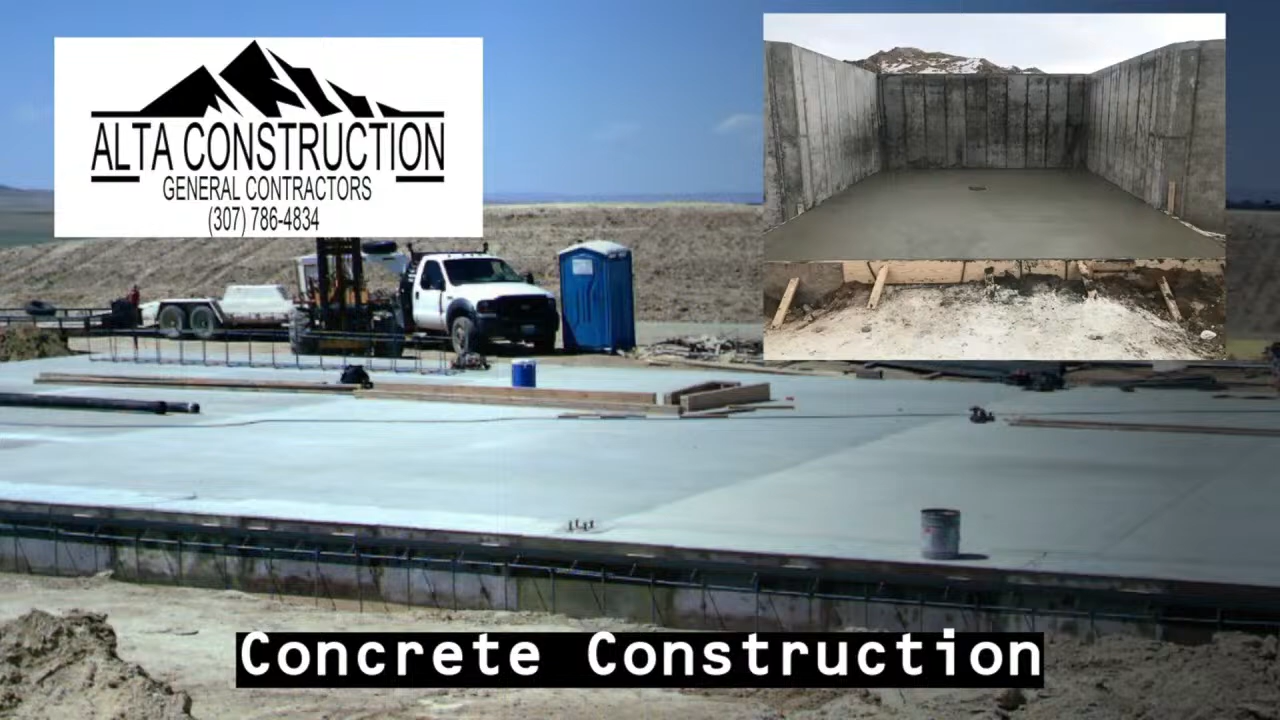 ALTA CONSTRUCTION
GENERAL CONTRACTORS
(307) 786-4834
Concrete Construction